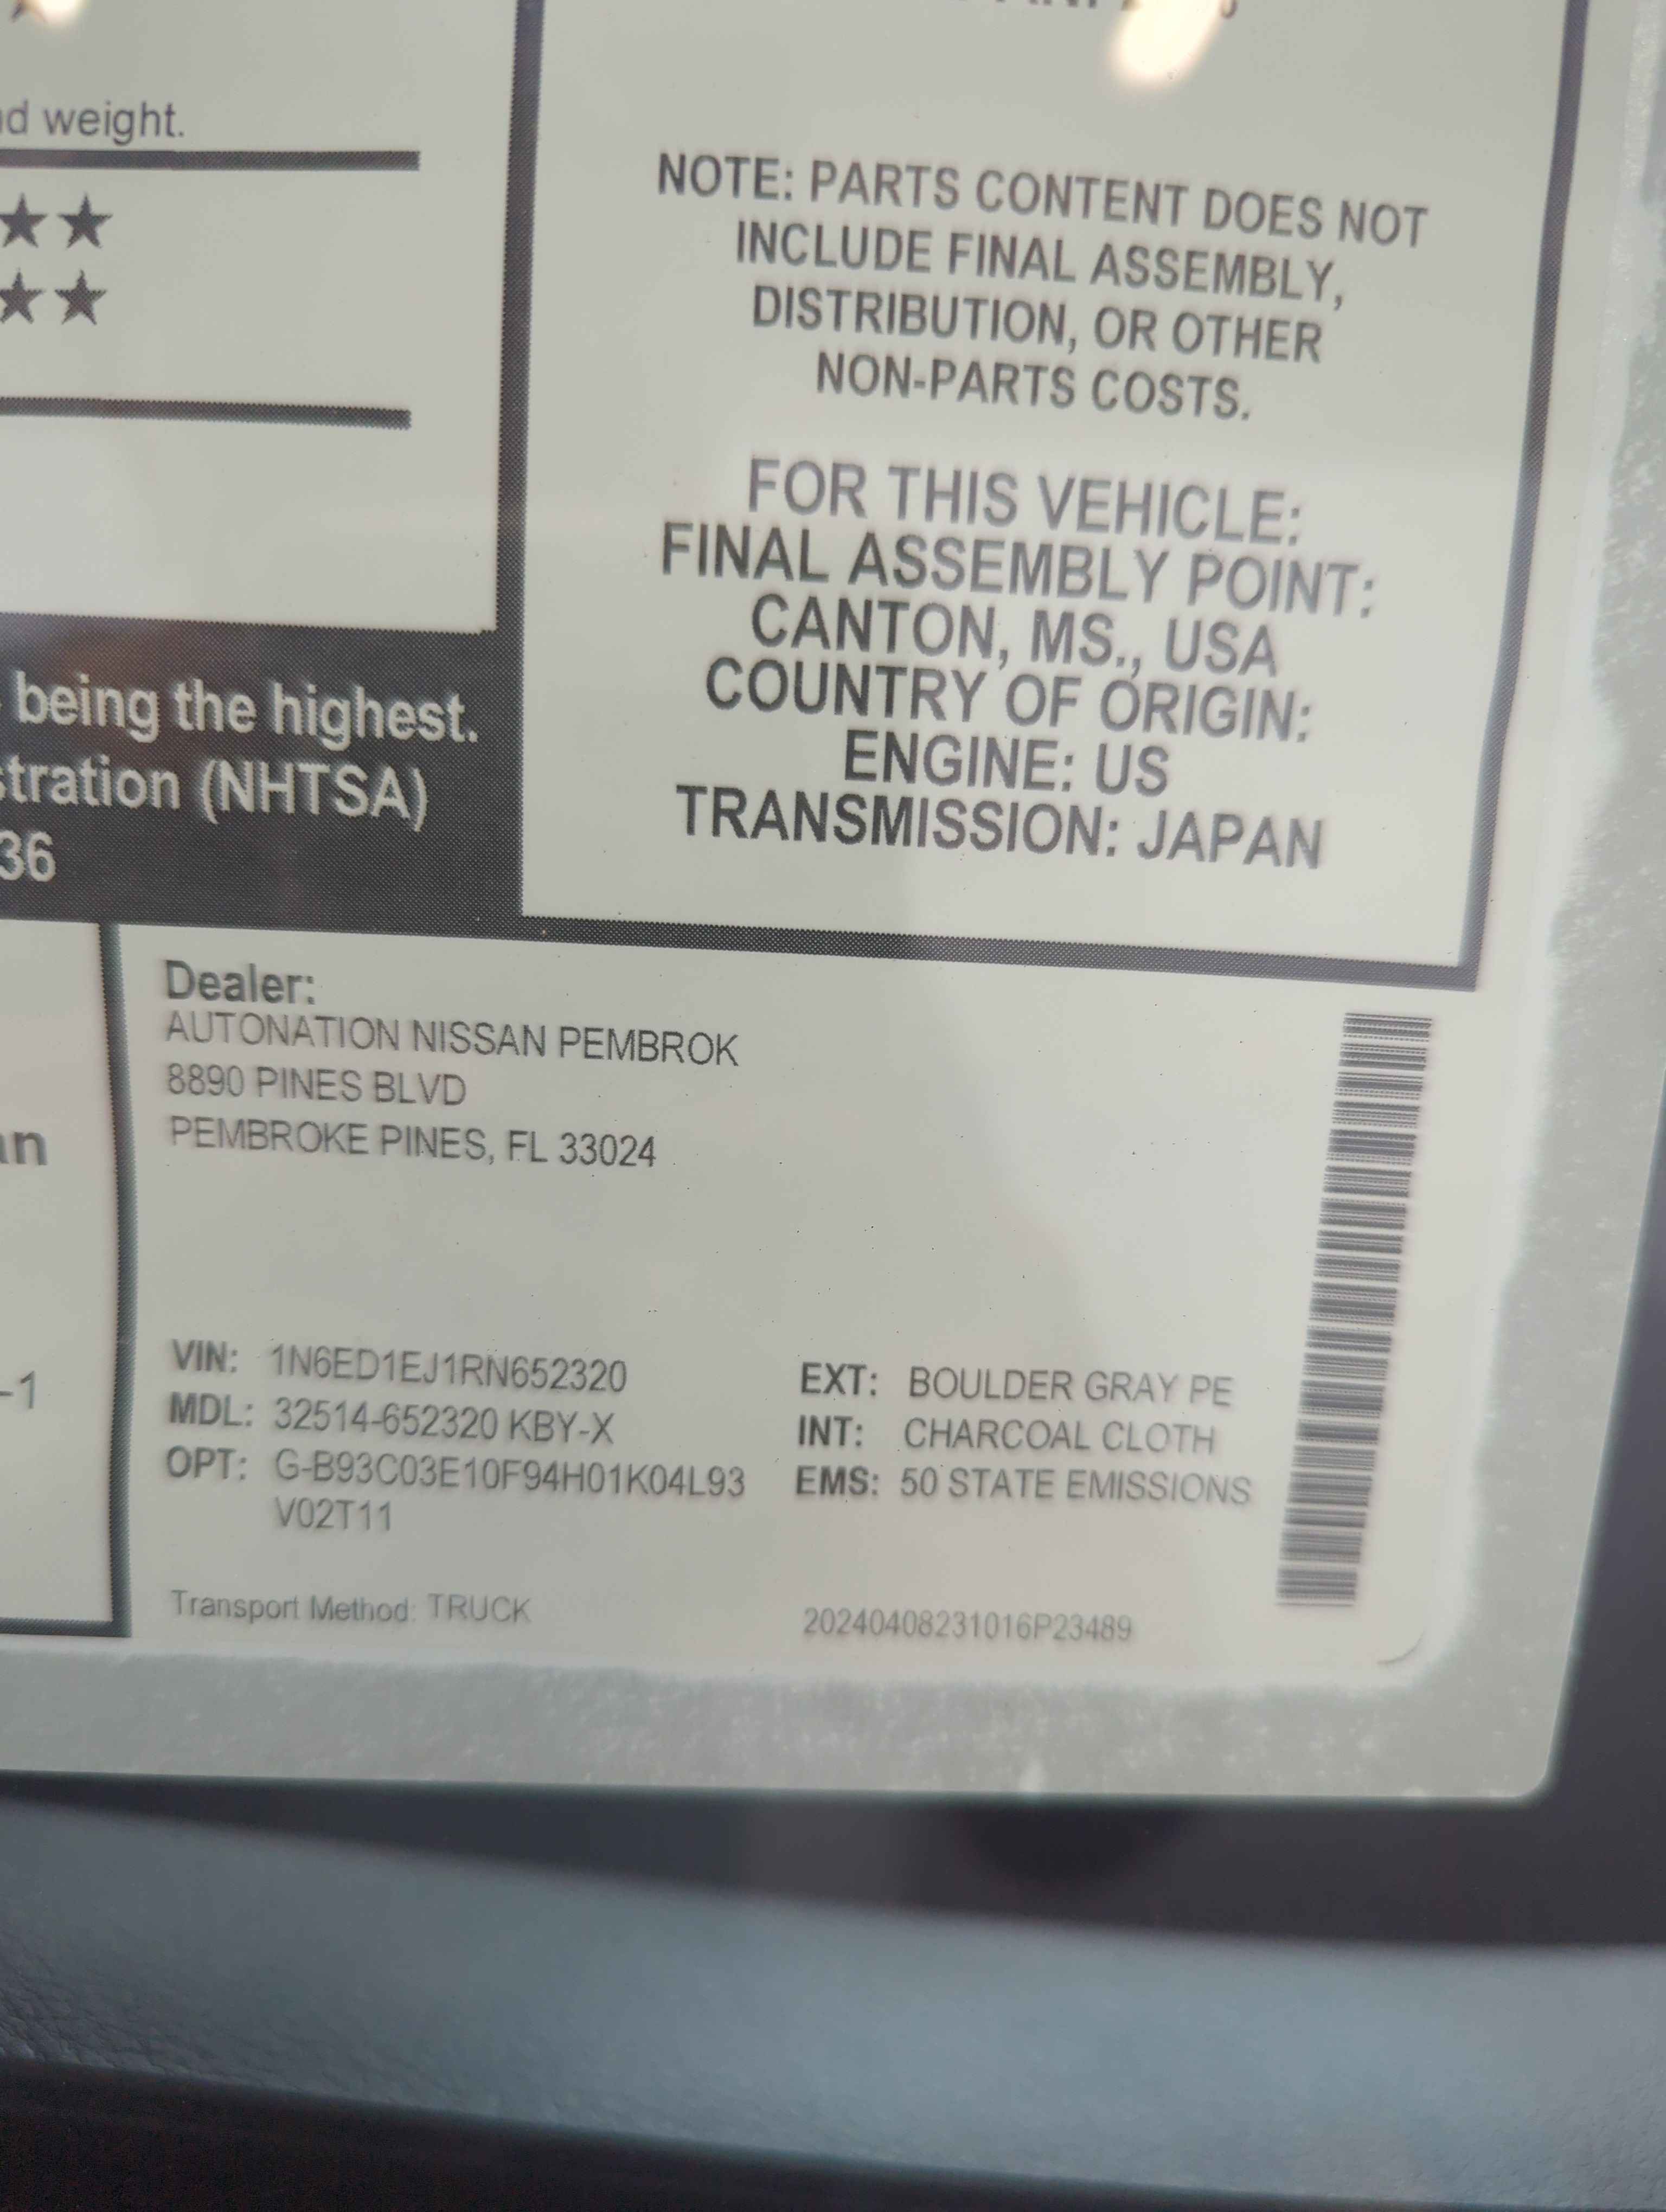 weight.
★★
★★
being the highest.
(NHTSA)
36
NOTE: PARTS CONTENT DOES NOT
INCLUDE FINAL ASSEMBLY,
DISTRIBUTION, OR OTHER
NON-PARTS COSTS.
FOR THIS VEHICLE:
FINAL ASSEMBLY POINT:
CANTON, MS., USA
COUNTRY OF ORIGIN:
ENGINE: US
TRANSMISSION: JAPAN
Dealer:
AUTONATION NISSAN PEMBROK
8890 PINES BLVD
PEMBROKE PINES, FL 33024
-1
VIN: 1N6ED1EJ1RN652320
MDL: 32514-652320 KBY-X
OPT: G-B93C03E10F94H01K04L93
V02T11
EXT: BOULDER GRAY PE
INT: CHARCOAL CLOTH
EMS: 50 STATE EMISSIONS
Transport Method: TRUCK
20240408231016P23489